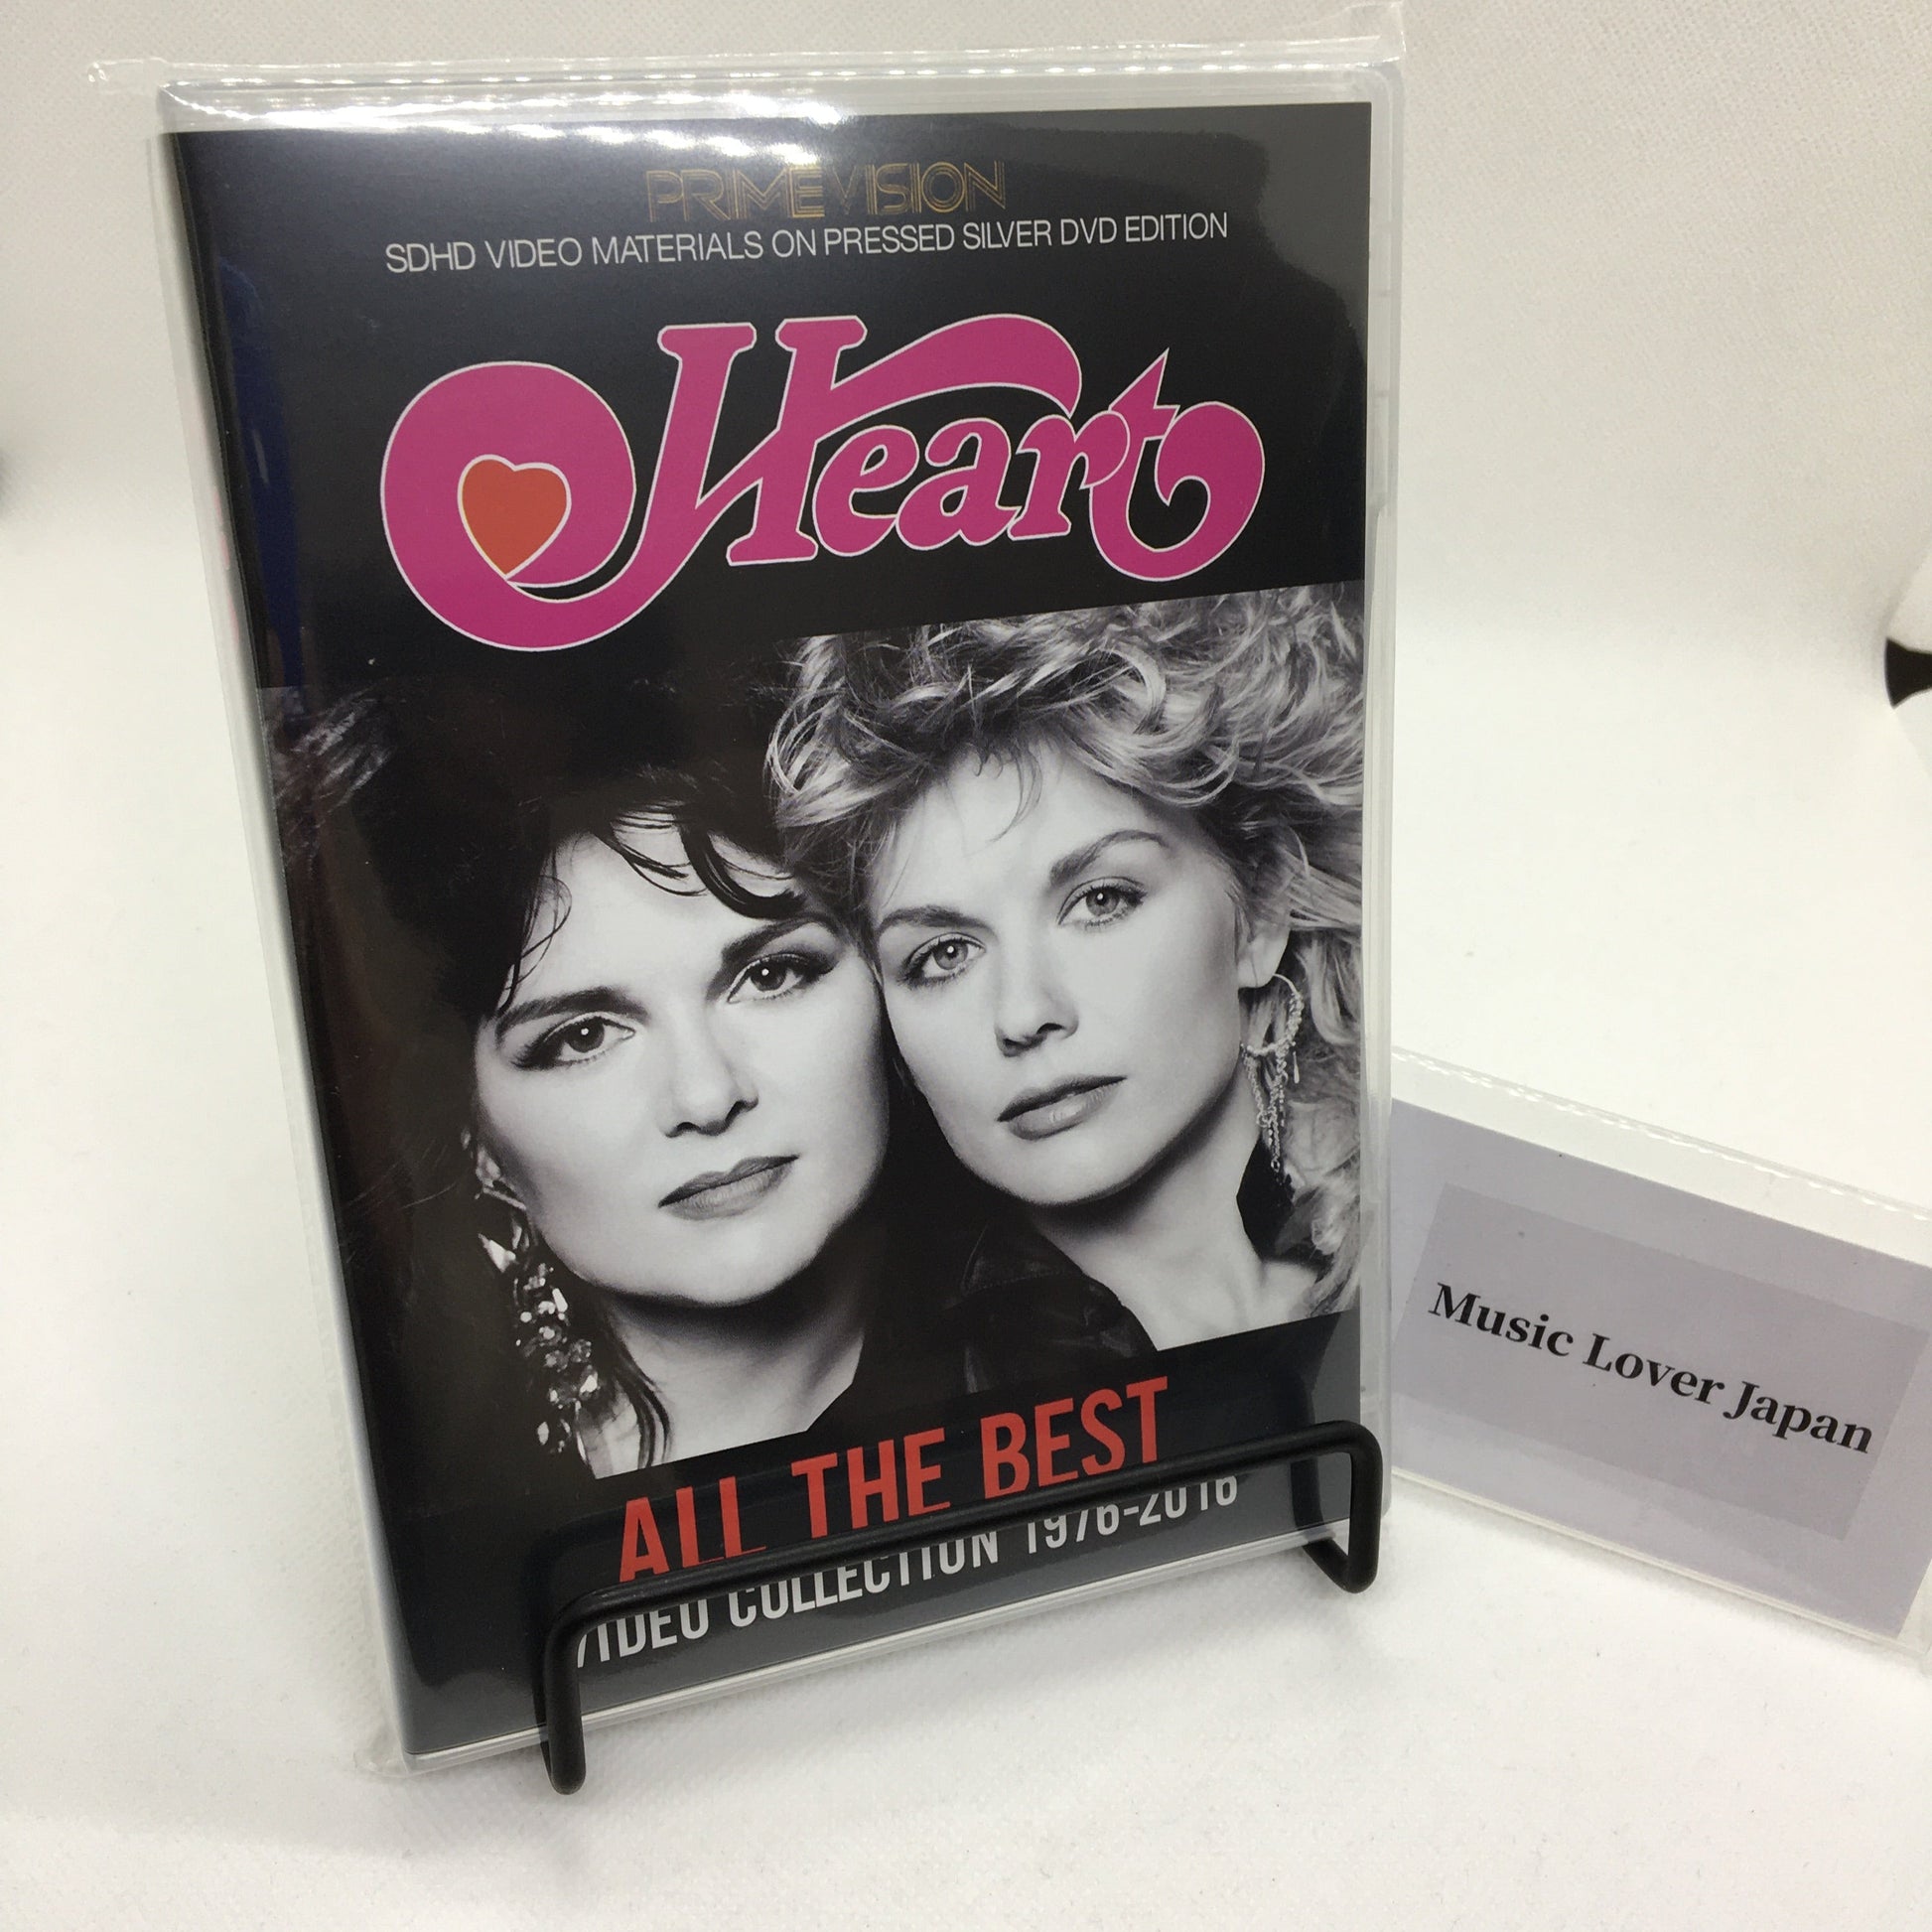 PRIMEVISION
SDHD VIDEO MATERIALS ON PRESSED SILVER DVD EDITION
Heart
ALL THE BEST
VIDEO COLLECTION 1976-2016
Music Lover Japan